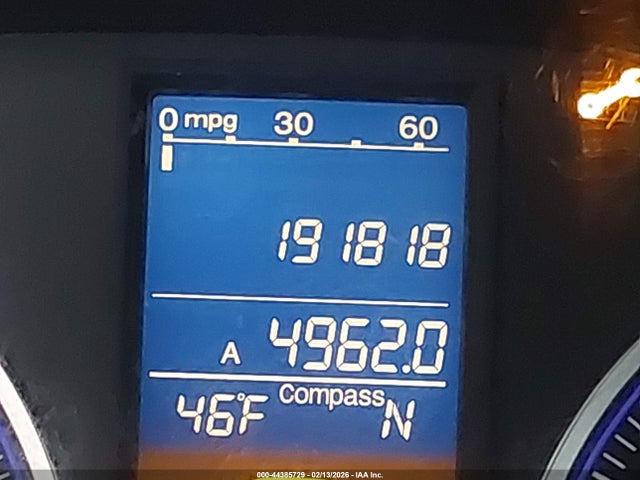 0 mpg 30 60
191818
A 4962.0
Compass
46°F N
000-44385729 - 02/13/2026 - IAA Inc.